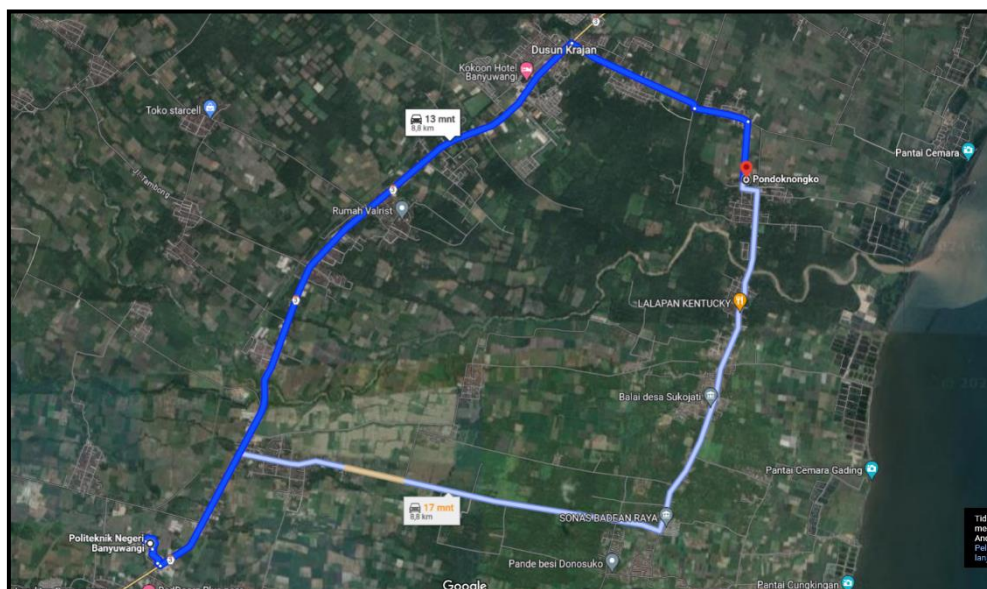 Dusun Krajan
Kokoon Hotel
Banyuwangi
Toko starcell
13 mnt
8,8 km
Pantai Cemara
Pondoknongko
Jl. Tambong
Rumah Valrist
LALAPAN KENTUCKY
Balai desa Sukojati
Pantai Cemara Gading
17 mnt
8,8 km
SONAS BADEAN RAYA
Politeknik Negeri
Banyuwangi
Pande besi Donosuko
Google
Pantai Cungkingan